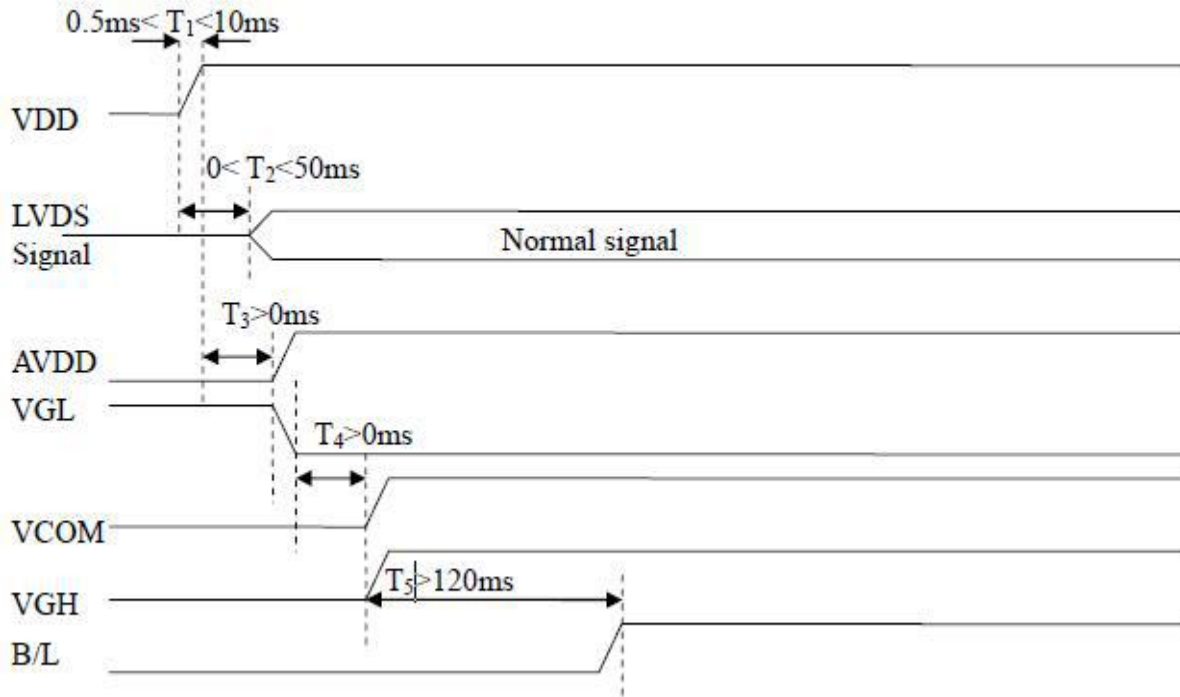 0.5ms< T₁<10ms
VDD
0< T₂<50ms
LVDS
Signal
Normal signal
T₃>0ms
AVDD
VGL
T₄>0ms
VCOM
T₅>120ms
VGH
B/L